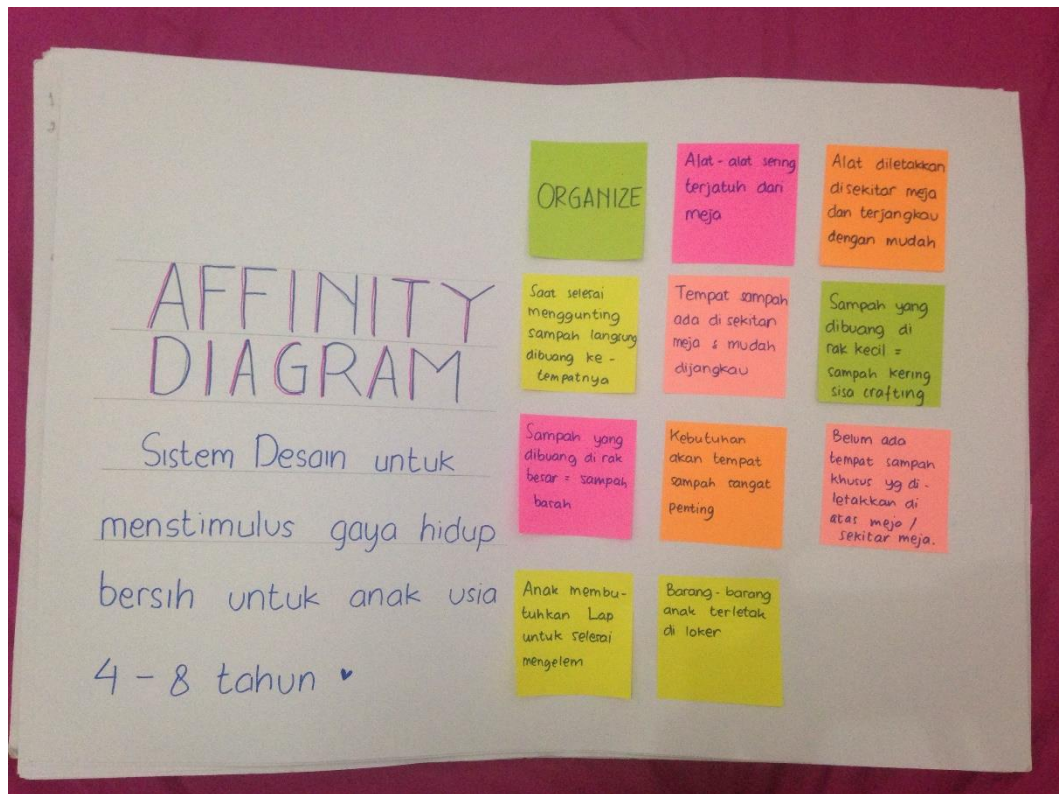 AFFINITY
DIAGRAM
Sistem Desain untuk
menstimulus gaya hidup
bersih untuk anak usia
4 - 8 tahun
ORGANIZE
Alat-alat sering
terjatuh dari
meja
Alat diletakkan
disekitar meja
dan terjangkau
dengan mudah
Saat selesai
menggunting
sampah langsung
dibuang ke-
tempatnya
Tempat sampah
ada di sekitar
meja & mudah
dijangkau
Sampah yang
dibuang di
rak kecil =
sampah kering
sisa crafting
Sampah yang
dibuang di rak
besar = sampah
basah
Kebutuhan
akan tempat
sampah sangat
penting
Belum ada
tempat sampah
khusus yg di-
letakkan di
atas meja /
sekitar meja.
Anak membu-
tuhkan Lap
untuk selesai
mengelem
Barang-barang
anak terletak
di loker